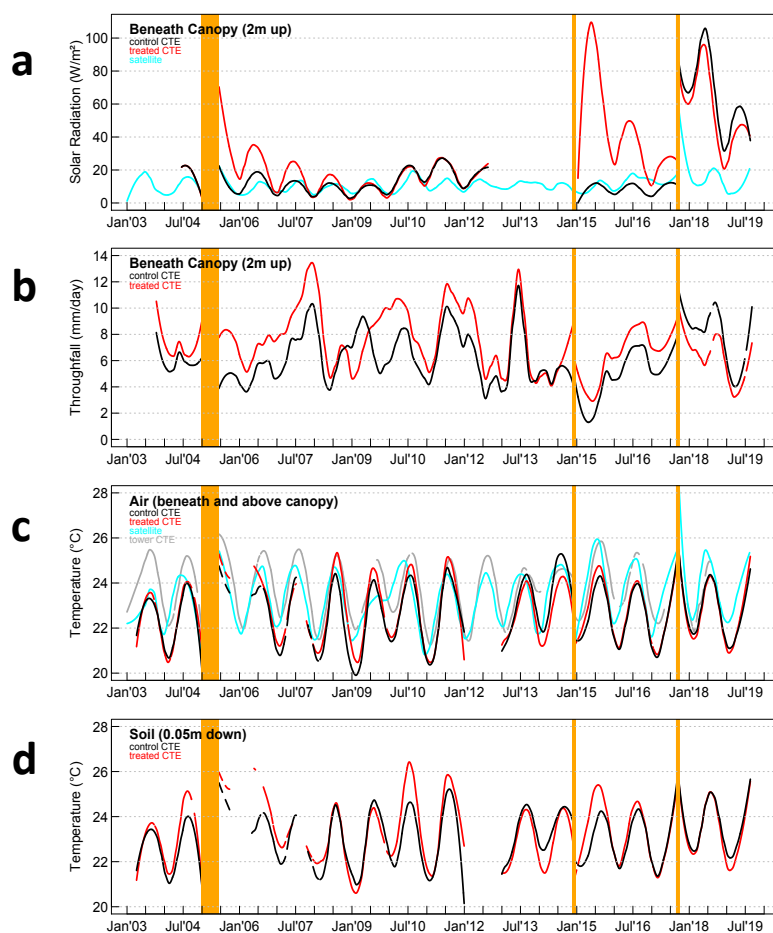 a
Beneath Canopy (2m up)
control CTE
treated CTE
satellite
Solar Radiation (W/m²)
100
80
60
40
20
0
Jan'03 Jul'04 Jan'06 Jul'07 Jan'09 Jul'10 Jan'12 Jul'13 Jan'15 Jul'16 Jan'18 Jul'19
b
Beneath Canopy (2m up)
control CTE
treated CTE
Throughfall (mm/day)
14
12
10
8
6
4
2
0
Jan'03 Jul'04 Jan'06 Jul'07 Jan'09 Jul'10 Jan'12 Jul'13 Jan'15 Jul'16 Jan'18 Jul'19
c
Air (beneath and above canopy)
control CTE
treated CTE
satellite
tower CTE
Temperature (°C)
28
26
24
22
20
Jan'03 Jul'04 Jan'06 Jul'07 Jan'09 Jul'10 Jan'12 Jul'13 Jan'15 Jul'16 Jan'18 Jul'19
d
Soil (0.05m down)
control CTE
treated CTE
Temperature (°C)
28
26
24
22
20
Jan'03 Jul'04 Jan'06 Jul'07 Jan'09 Jul'10 Jan'12 Jul'13 Jan'15 Jul'16 Jan'18 Jul'19